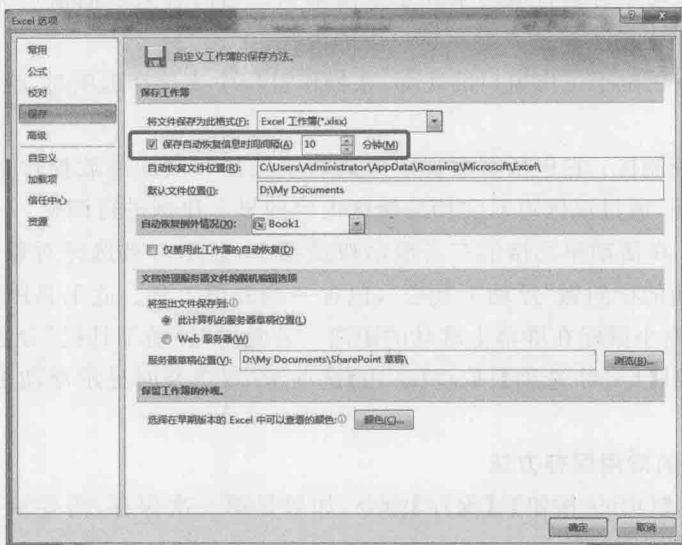 Excel 选项
常用
公式
校对
保存
高级
自定义
加载项
信任中心
资源
自定义工作簿的保存方法。
保存工作簿
将文件保存为此格式(F): Excel 工作簿(*.xlsx)
保存自动恢复信息时间间隔(A) 10 分钟(M)
自动恢复文件位置(R): C:\Users\Administrator\AppData\Roaming\Microsoft\Excel\
默认文件位置(I): D:\My Documents
自动恢复例外情况(X): Book1
仅禁用此工作簿的自动恢复(D)
文档管理服务器文件的脱机编辑选项
将签出文件保存到:
此计算机的服务器草稿位置(L)
Web 服务器(W)
服务器草稿位置(V): D:\My Documents\SharePoint 草稿\ 浏览(B)...
保留工作簿的外观。
选择在早期版本的 Excel 中可以查看的颜色: 颜色(C)...
确定 取消